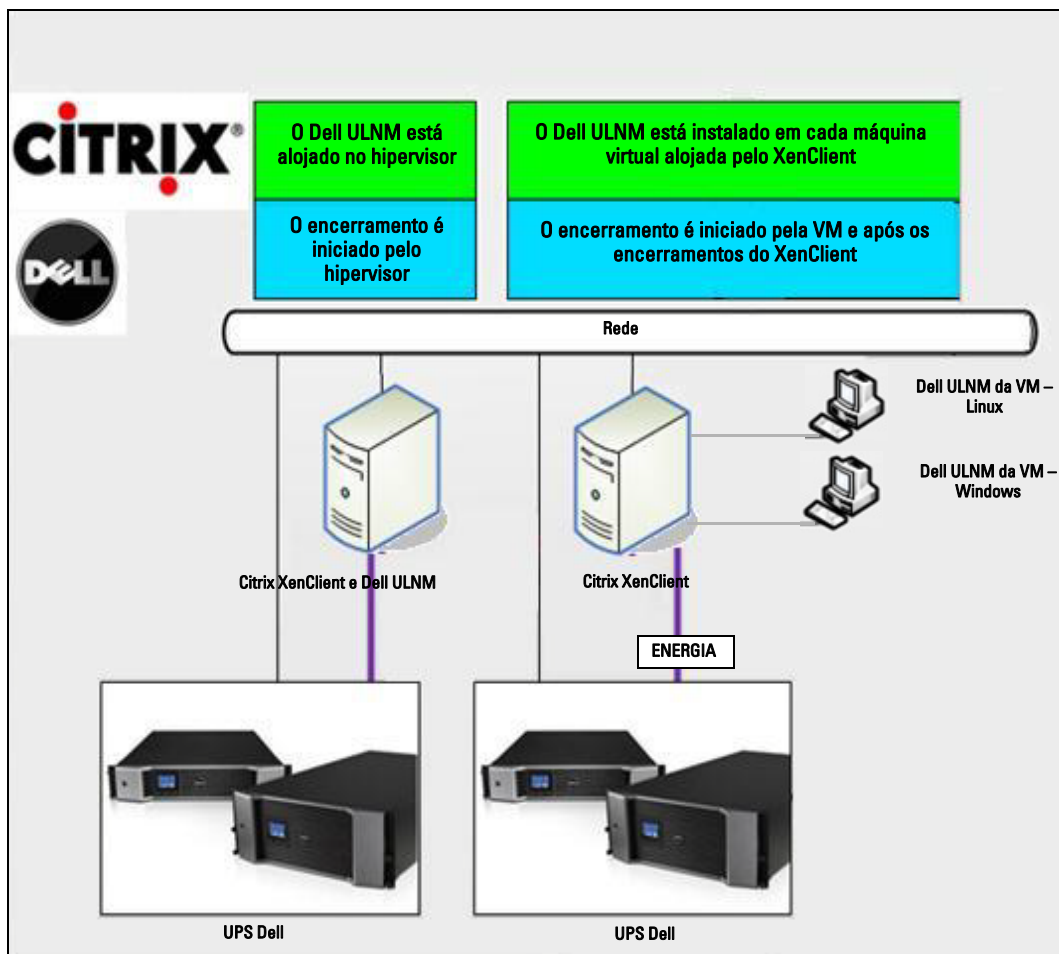 CİTRIX®
DELL
O Dell ULNM está
alojado no hipervisor
O encerramento é
iniciado pelo
hipervisor
O Dell ULNM está instalado em cada máquina
virtual alojada pelo XenClient
O encerramento é iniciado pela VM e após os
encerramentos do XenClient
Rede
Dell ULNM da VM –
Linux
Dell ULNM da VM –
Windows
Citrix XenClient e Dell ULNM
Citrix XenClient
ENERGIA
UPS Dell
UPS Dell